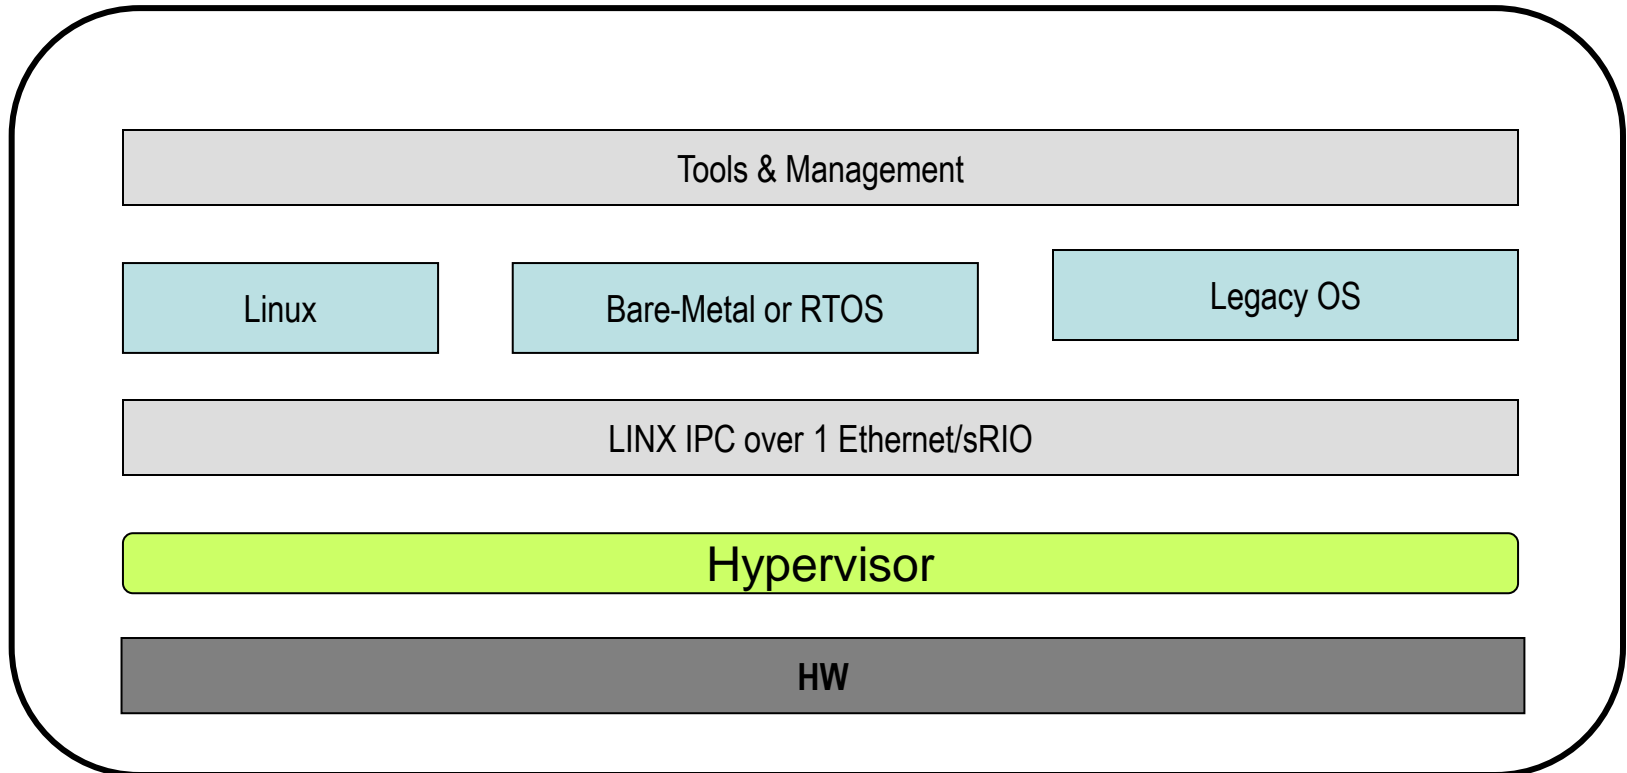 Tools & Management
Linux
Bare-Metal or RTOS
Legacy OS
LINX IPC over 1 Ethernet/sRIO
Hypervisor
HW